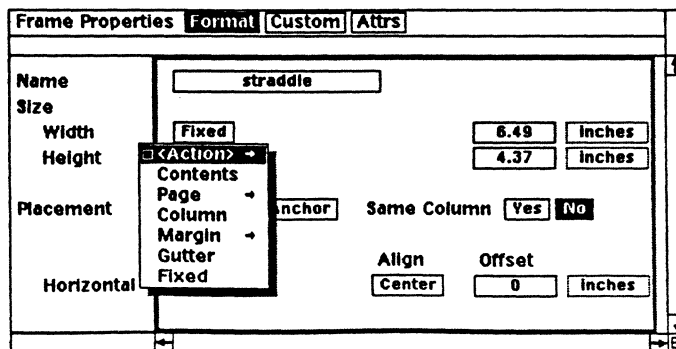 Frame Properties Format Custom Attrs
Name straddle
Size
Width Fixed 6.49 inches
Height 4.37 inches
<Action>
Contents
Page
Column
Margin
Gutter
Fixed
Placement Anchor Same Column Yes No
Align Offset
Horizontal Center 0 inches